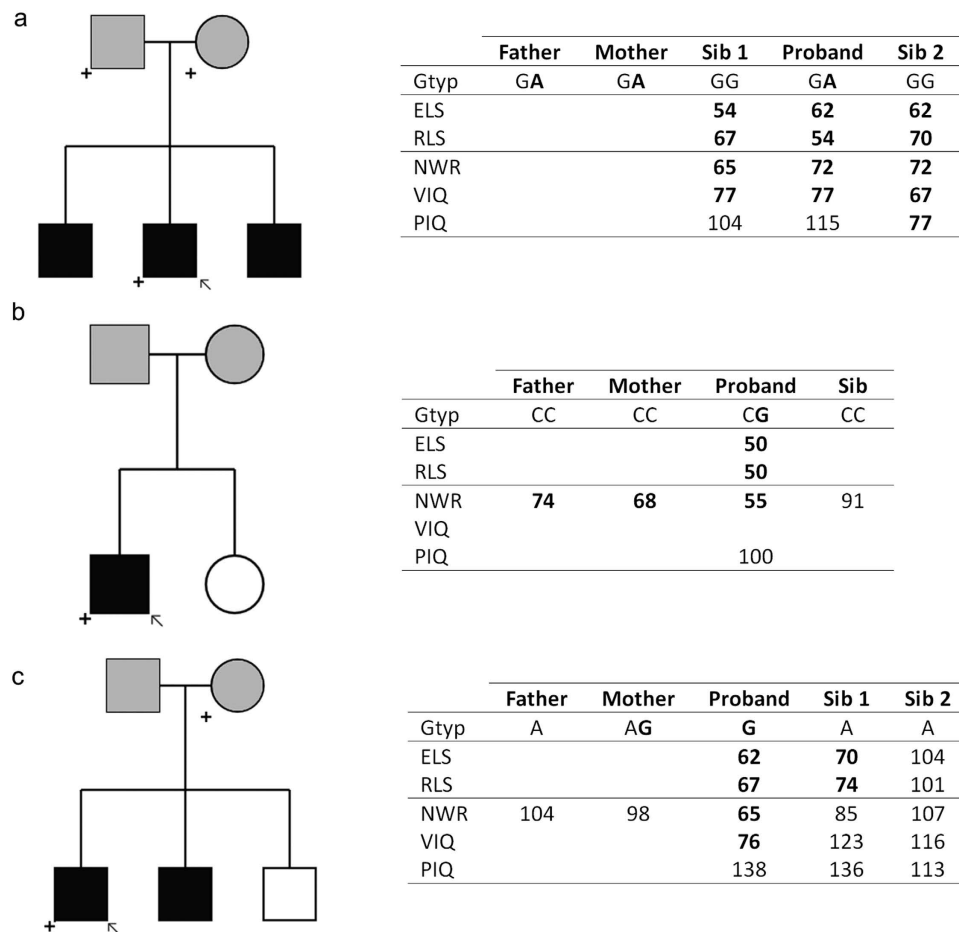 a
Father Mother Sib 1 Proband Sib 2
Gtyp GA GA GG GA GG
ELS 54 62 62
RLS 67 54 70
NWR 65 72 72
VIQ 77 77 67
PIQ 104 115 77
+ +
+
b
Father Mother Proband Sib
Gtyp CC CC CG CC
ELS 50
RLS 50
NWR 74 68 55 91
VIQ
PIQ 100
+
c
Father Mother Proband Sib 1 Sib 2
Gtyp A AG G A A
ELS 62 70 104
RLS 67 74 101
NWR 104 98 65 85 107
VIQ 76 123 116
PIQ 138 136 113
+
+